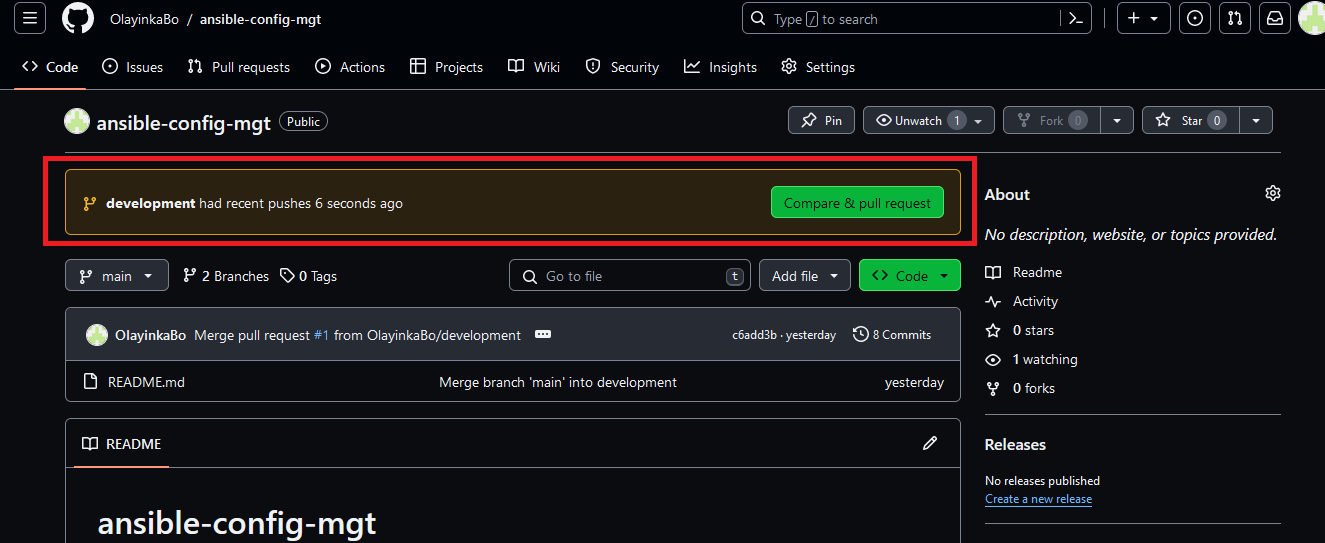 OlayinkaBo / ansible-config-mgt
Type / to search
Code Issues Pull requests Actions Projects Wiki Security Insights Settings
ansible-config-mgt Public
Pin Unwatch 1 Fork 0 Star 0
development had recent pushes 6 seconds ago Compare & pull request
main 2 Branches 0 Tags Go to file t Add file Code
OlayinkaBo Merge pull request #1 from OlayinkaBo/development c6add3b · yesterday 8 Commits
README.md Merge branch 'main' into development yesterday
README
ansible-config-mgt
About
No description, website, or topics provided.
Readme
Activity
0 stars
1 watching
0 forks
Releases
No releases published
Create a new release